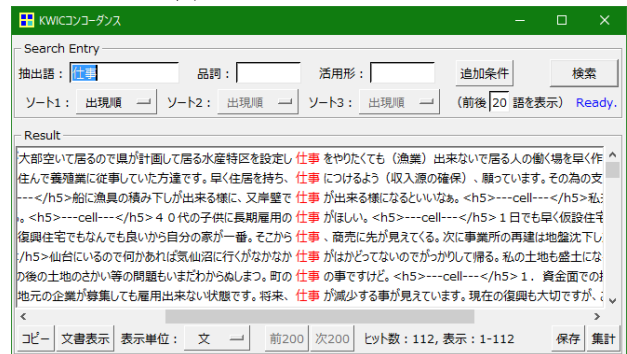 KWICコンコーダンス
Search Entry
抽出語： 仕事 品詞： 活用形： 追加条件 検索
ソート1： 出現順 ソート2： 出現順 ソート3： 出現順 (前後 20 語を表示) Ready.
Result
大部空いて居るので県が計画して居る水産特区を設定し 仕事 をやりたくても（漁業）出来ないで居る人の働く場を早く作
住んで養殖業に従事していた方達です。早く住居を持ち、 仕事 につけるよう（収入源の確保）、願っています。その為の支
---</h5>船に漁具の積み下しが出来る様に、又岸壁で 仕事 が出来る様になるといいなぁ。<h5>---cell---</h5>私
。<h5>---cell---</h5>４０代の子供に長期雇用の 仕事 がほしい。<h5>---cell---</h5>１日でも早く仮設住宅
復興住宅でもなんでも良いから自分の家が一番。そこから 仕事 、商売に先が見えてくる。次に事業所の再建は地盤沈下し
/h5>仙台にいるので何かあれば気仙沼に行くがなかなか 仕事 がはかどってないのでがっかりして帰る。私の土地も盛土にな
の後の土地のさかい等の問題もいまだわからぬしまつ。町の 仕事 の事ですけど。<h5>---cell---</h5>１．資金面での
地元の企業が募集しても雇用出来ない状態です。将来、 仕事 が減少する事が見えています。現在の復興も大切ですが、
コピー 文書表示 表示単位： 文 前200 次200 ヒット数：112, 表示：1-112 保存 集計